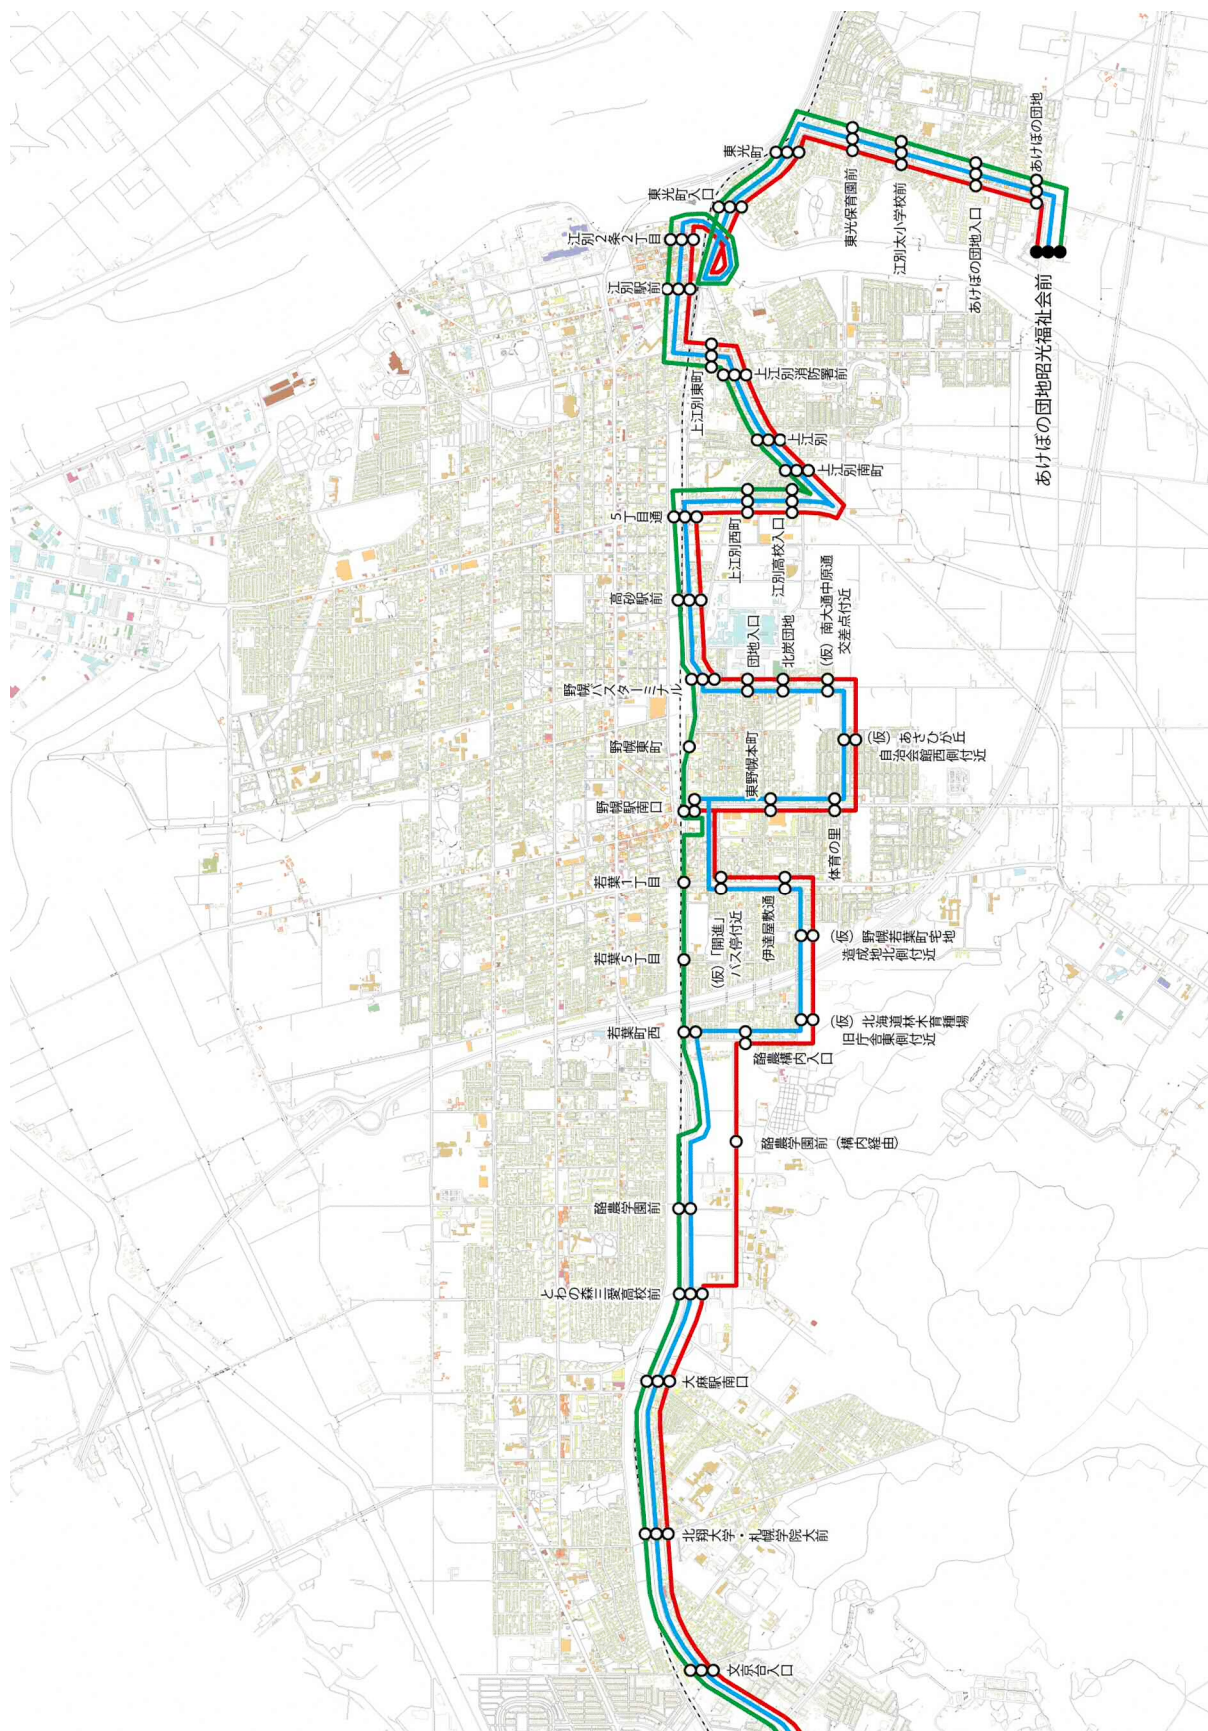 東光町
東光町入口
江別２条２丁目
江別駅前
東光保育園前
江別太小学校前
あけぼの団地入口
あけぼの団地
あけぼの団地昭光福祉会前
上江別東町
上江別消防署前
上江別
上江別南町
５丁目通
上江別西町
江別高校入口
高砂駅前
野幌バスターミナル
団地入口
北炭団地
（仮）南大通中原通
交差点付近
野幌東町
（仮）あさひが丘
自治会館西側付近
野幌駅南口
東野幌本町
体育の里
若葉１丁目
（仮）「開進」
バス停付近
伊達屋敷通
（仮）野幌若葉町宅地
造成地北側付近
若葉５丁目
若葉町西
（仮）北海道林木育種場
旧庁舎東側付近
酪農構内入口
酪農学園前（構内経由）
酪農学園前
とわの森三愛高校前
大麻駅南口
北翔大学・札幌学院大前
文京台入口